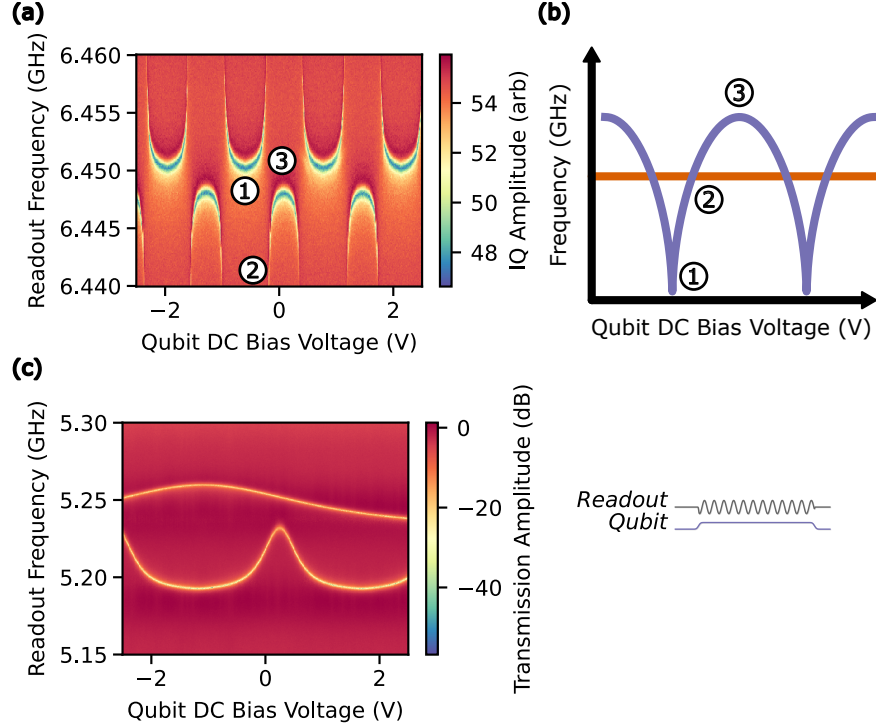 (a)
6.460
6.455
6.450
6.445
6.440
Readout Frequency (GHz)
−2
0
2
Qubit DC Bias Voltage (V)
①
②
③
54
52
50
48
IQ Amplitude (arb)
(b)
Frequency (GHz)
③
②
①
Qubit DC Bias Voltage (V)
(c)
5.30
5.25
5.20
5.15
Readout Frequency (GHz)
−2
0
2
Qubit DC Bias Voltage (V)
0
−20
−40
Transmission Amplitude (dB)
Readout
Qubit